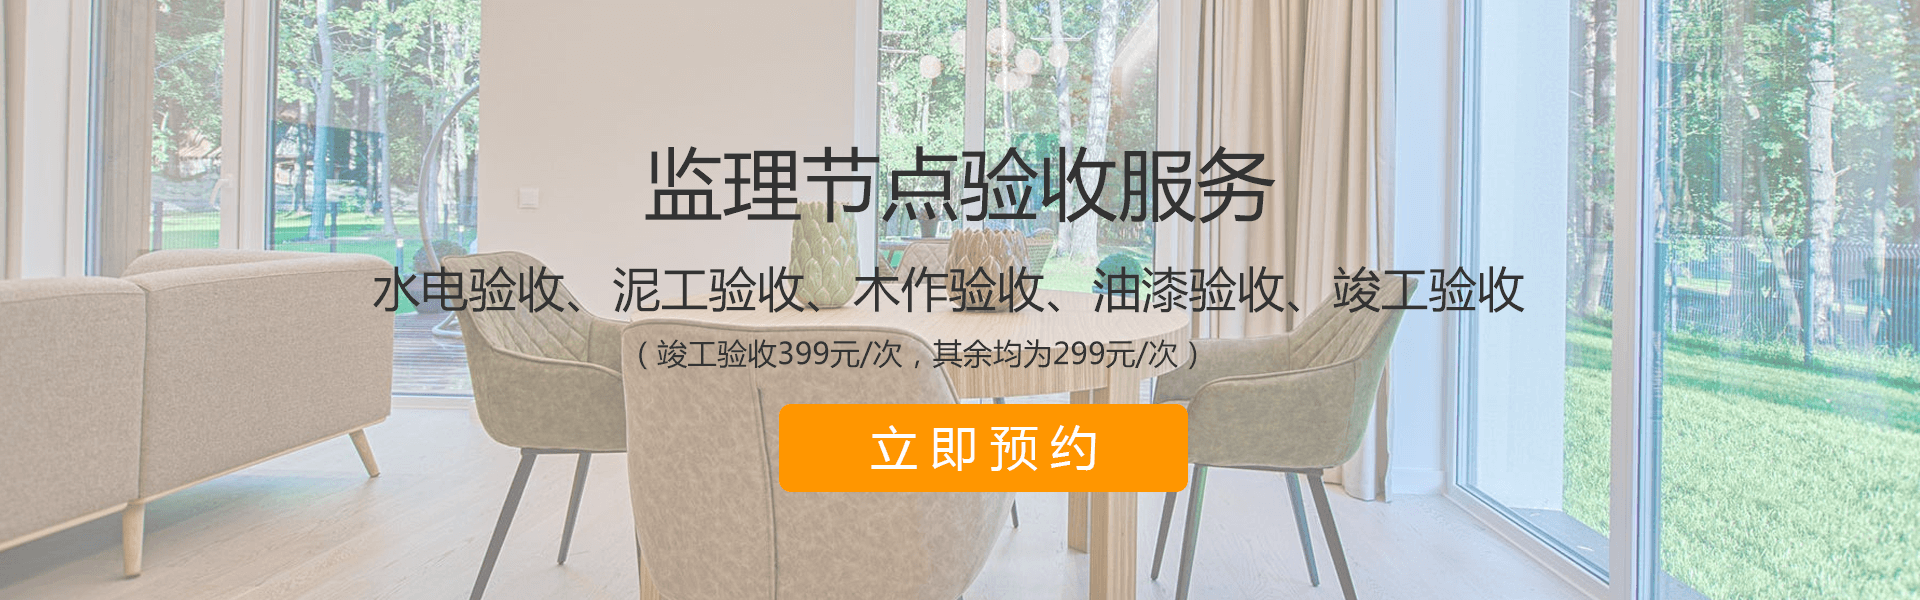 监理节点验收服务
水电验收、泥工验收、木作验收、油漆验收、竣工验收
（竣工验收399元/次，其余均为299元/次）
立即预约